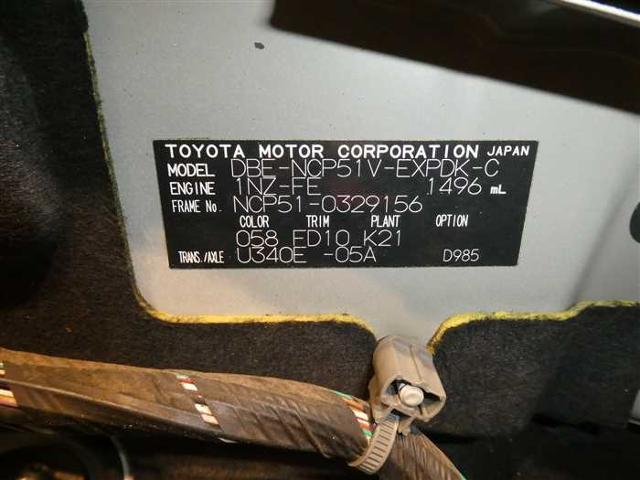 TOYOTA MOTOR CORPORATION JAPAN
MODEL DBE-NCP51V-EXPDK-C
ENGINE 1NZ-FE 1496 mL
FRAME No. NCP51-0329156
COLOR TRIM PLANT OPTION
058 ED10 K21
TRANS./AXLE U340E -05A D985